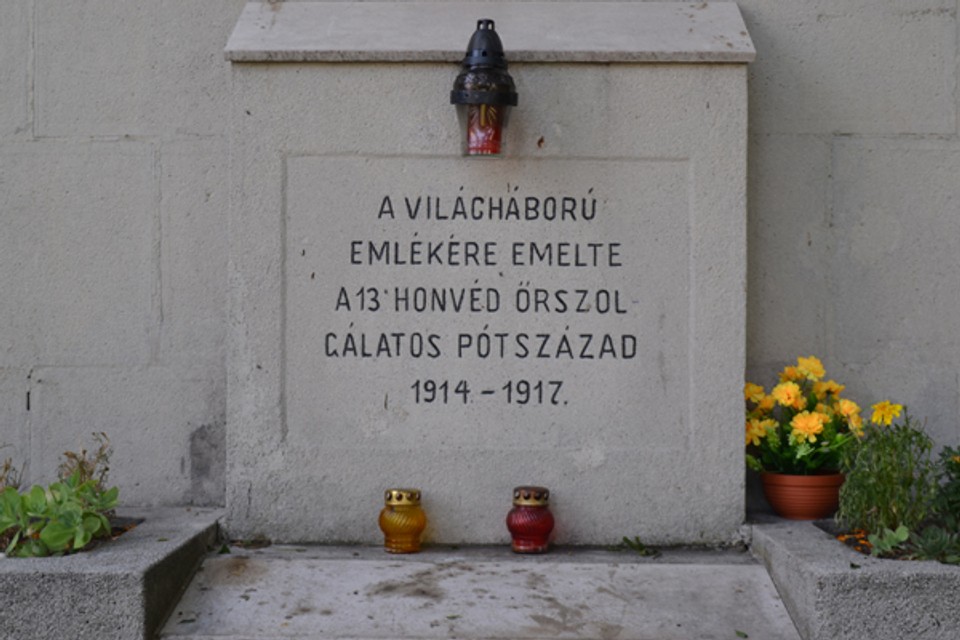 A VILÁGHÁBORÚ
EMLÉKÉRE EMELTE
A 13 HONVÉD ŐRSZOL-
GÁLATOS PÓTSZÁZAD
1914-1917.